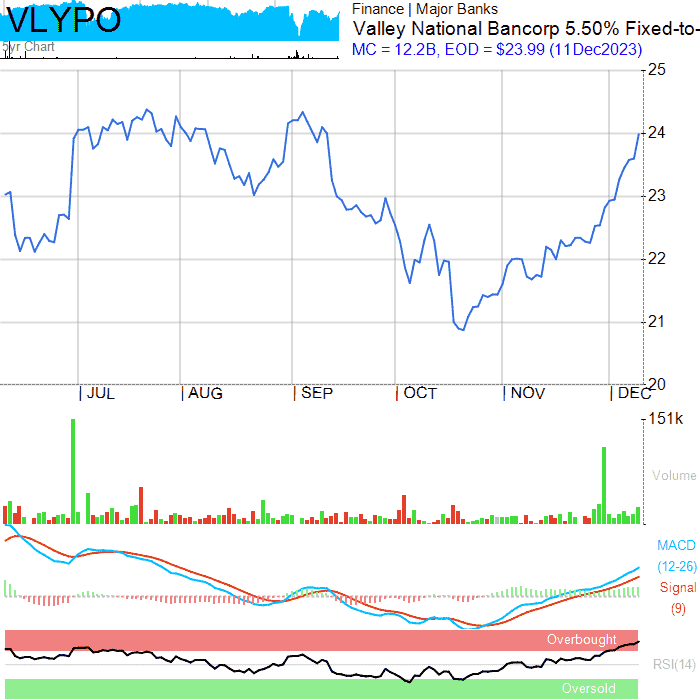 VLYPO
5yr Chart
Finance | Major Banks
Valley National Bancorp 5.50% Fixed-to-
MC = 12.2B, EOD = $23.99 (11Dec2023)
25
24
23
22
21
20
JUL AUG SEP OCT NOV DEC
151k
Volume
MACD
(12-26)
Signal
(9)
Overbought
RSI(14)
Oversold